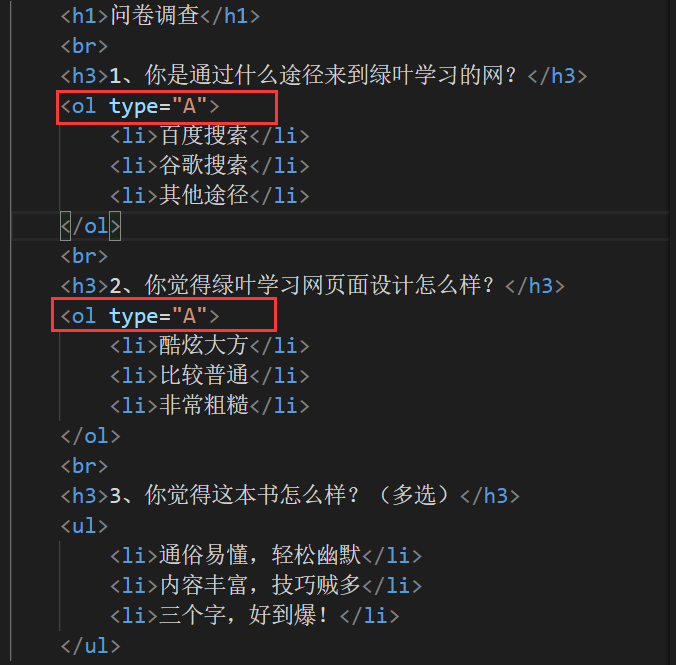 <h1>问卷调查</h1>
<br>
<h3>1、你是通过什么途径来到绿叶学习的网？</h3>
<ol type="A">
<li>百度搜索</li>
<li>谷歌搜索</li>
<li>其他途径</li>
</ol>
<br>
<h3>2、你觉得绿叶学习网页面设计怎么样？</h3>
<ol type="A">
<li>酷炫大方</li>
<li>比较普通</li>
<li>非常粗糙</li>
</ol>
<br>
<h3>3、你觉得这本书怎么样？（多选）</h3>
<ul>
<li>通俗易懂，轻松幽默</li>
<li>内容丰富，技巧贼多</li>
<li>三个字，好到爆！</li>
</ul>